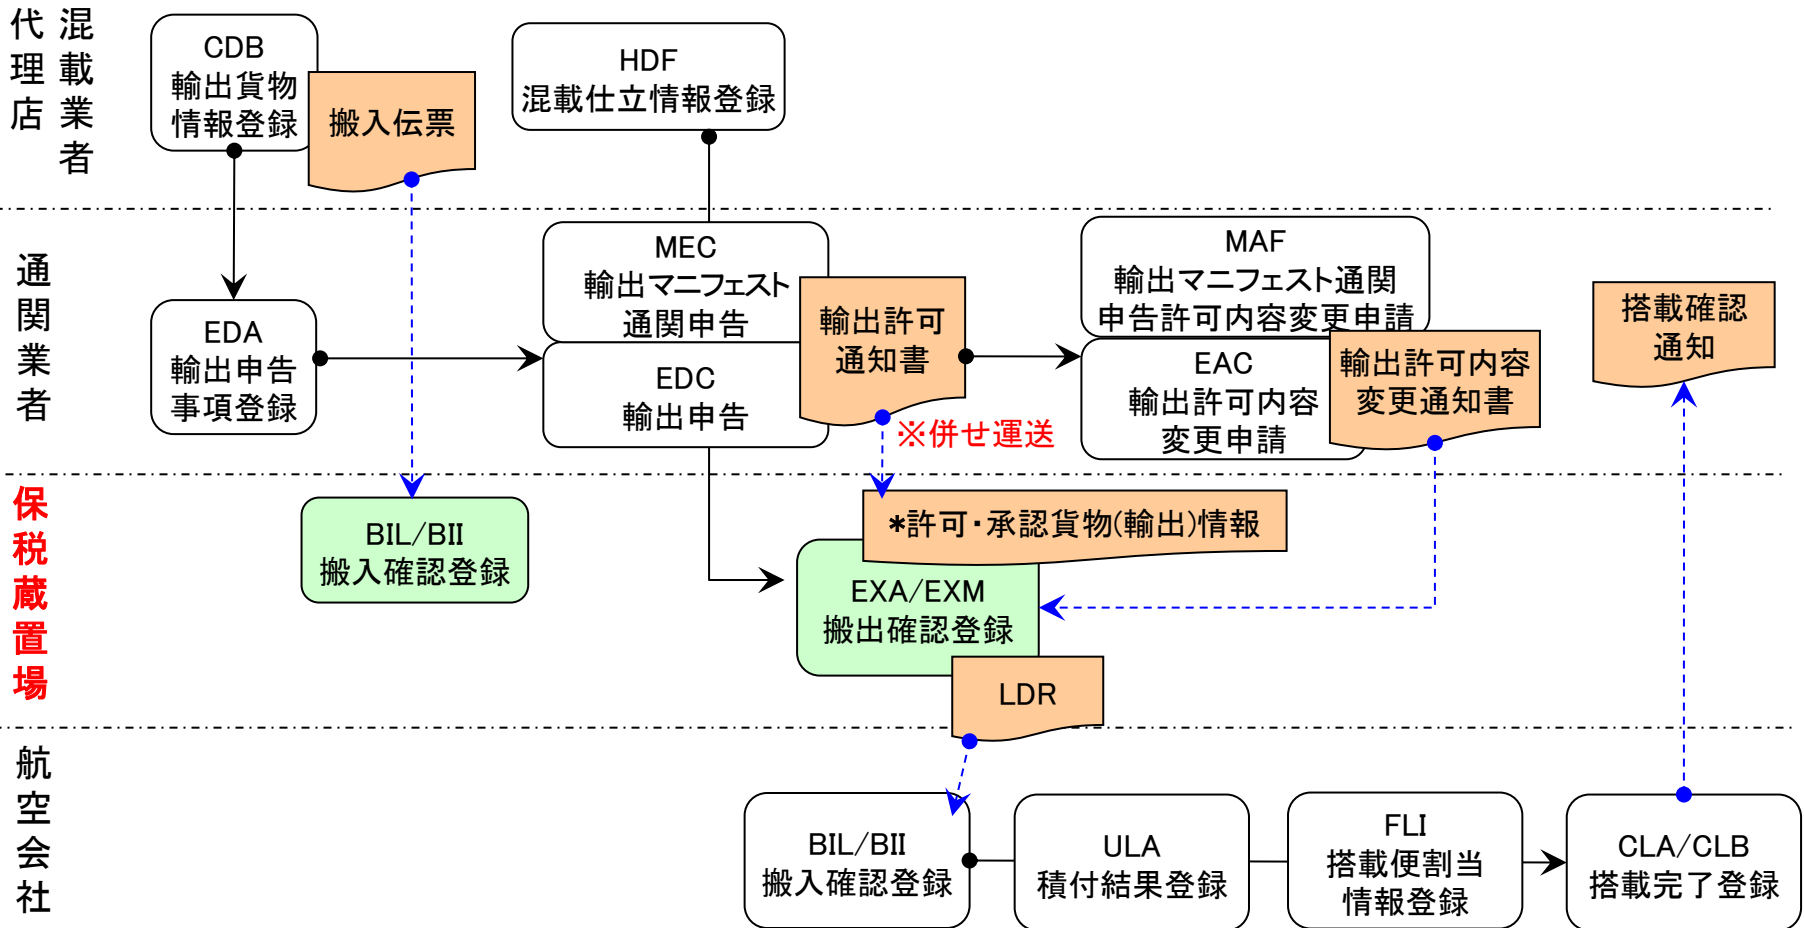 代理店
混載業者
CDB
輸出貨物
情報登録
搬入伝票
HDF
混載仕立情報登録
通関業者
EDA
輸出申告
事項登録
MEC
輸出マニフェスト
通関申告
EDC
輸出申告
輸出許可
通知書
※併せ運送
MAF
輸出マニフェスト通関
申告許可内容変更申請
EAC
輸出許可内容
変更申請
輸出許可内容
変更通知書
搭載確認
通知
保税蔵置場
BIL/BII
搬入確認登録
*許可・承認貨物(輸出)情報
EXA/EXM
搬出確認登録
LDR
航空会社
BIL/BII
搬入確認登録
ULA
積付結果登録
FLI
搭載便割当
情報登録
CLA/CLB
搭載完了登録